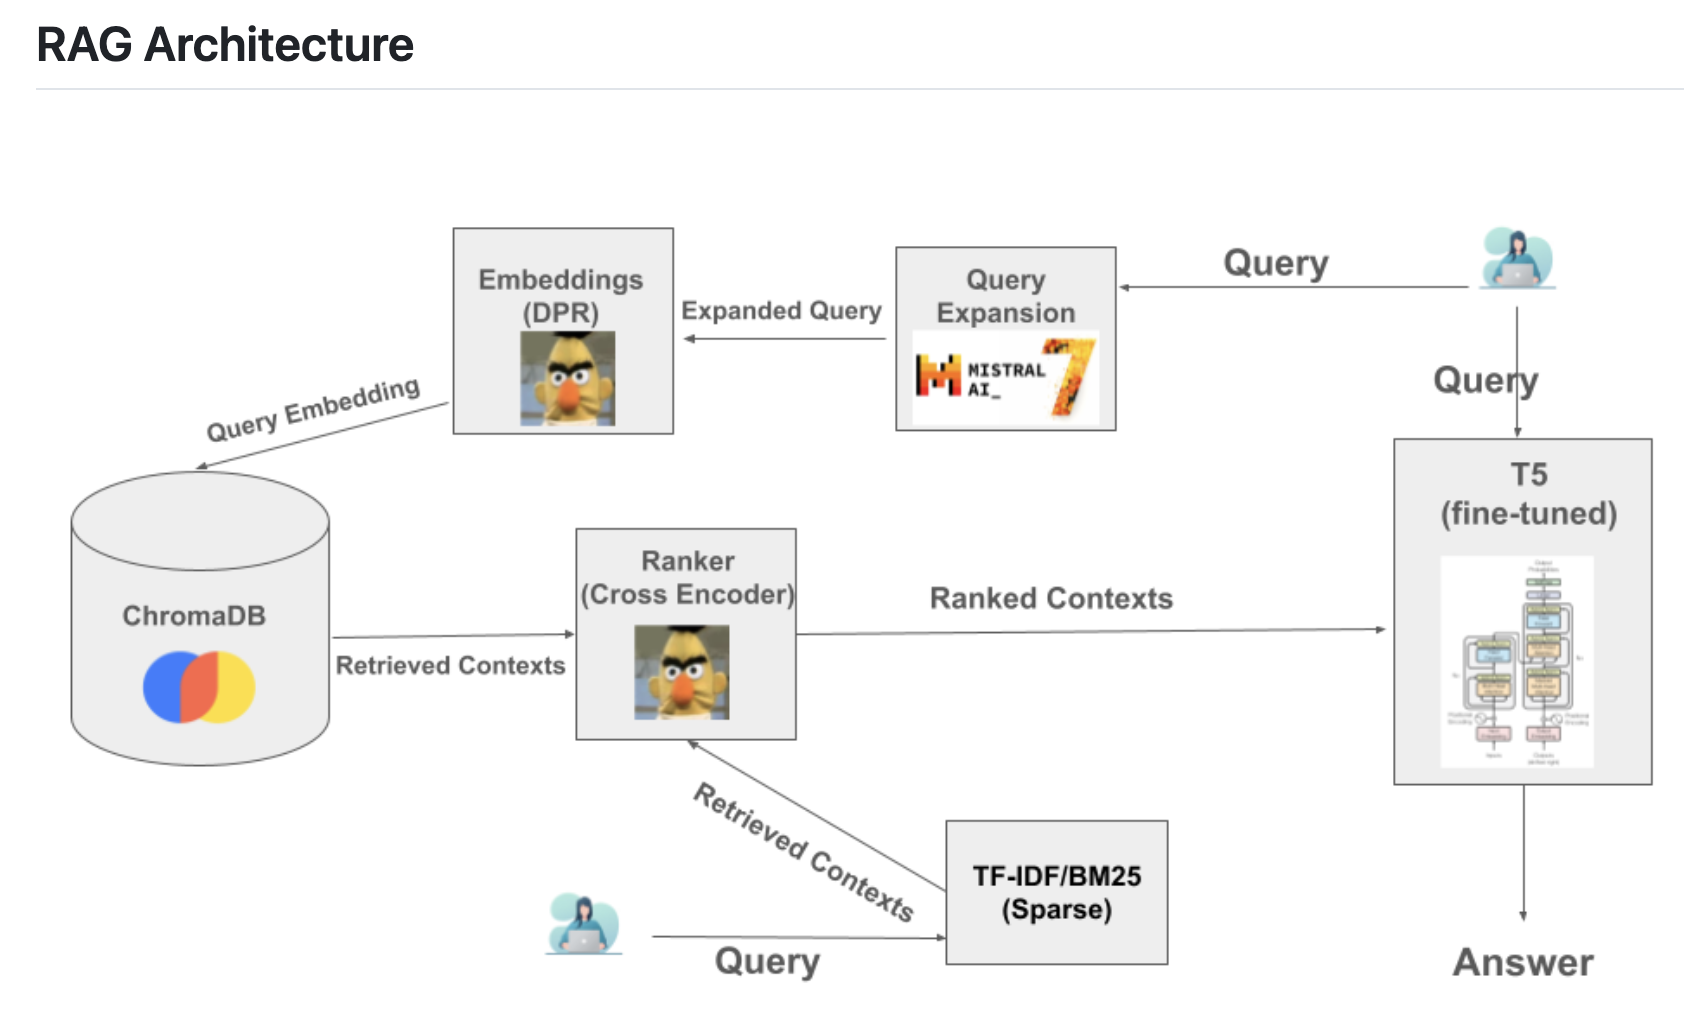 RAG Architecture
Embeddings
(DPR)
Expanded Query
Query
Expansion
MISTRAL
AI_
7
Query
Query
Query Embedding
T5
(fine-tuned)
ChromaDB
Retrieved Contexts
Ranker
(Cross Encoder)
Ranked Contexts
Retrieved Contexts
TF-IDF/BM25
(Sparse)
Query
Answer